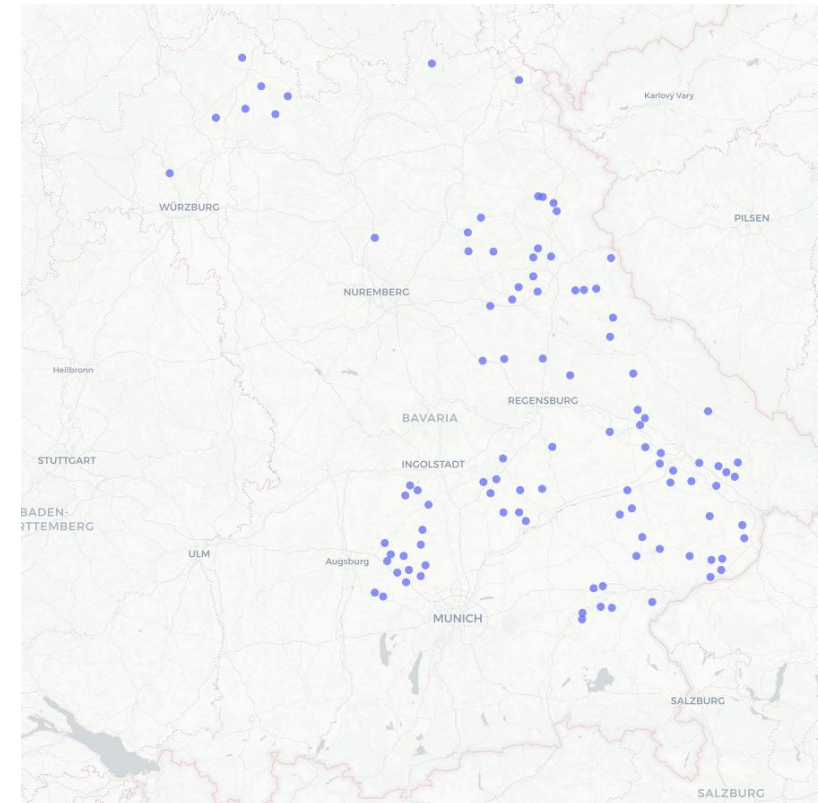 Karlovy Vary
WÜRZBURG
PILSEN
NUREMBERG
Heilbronn
REGENSBURG
BAVARIA
STUTTGART
INGOLSTADT
BADEN-
RTTEMBERG
ULM
Augsburg
MUNICH
SALZBURG
SALZBURG